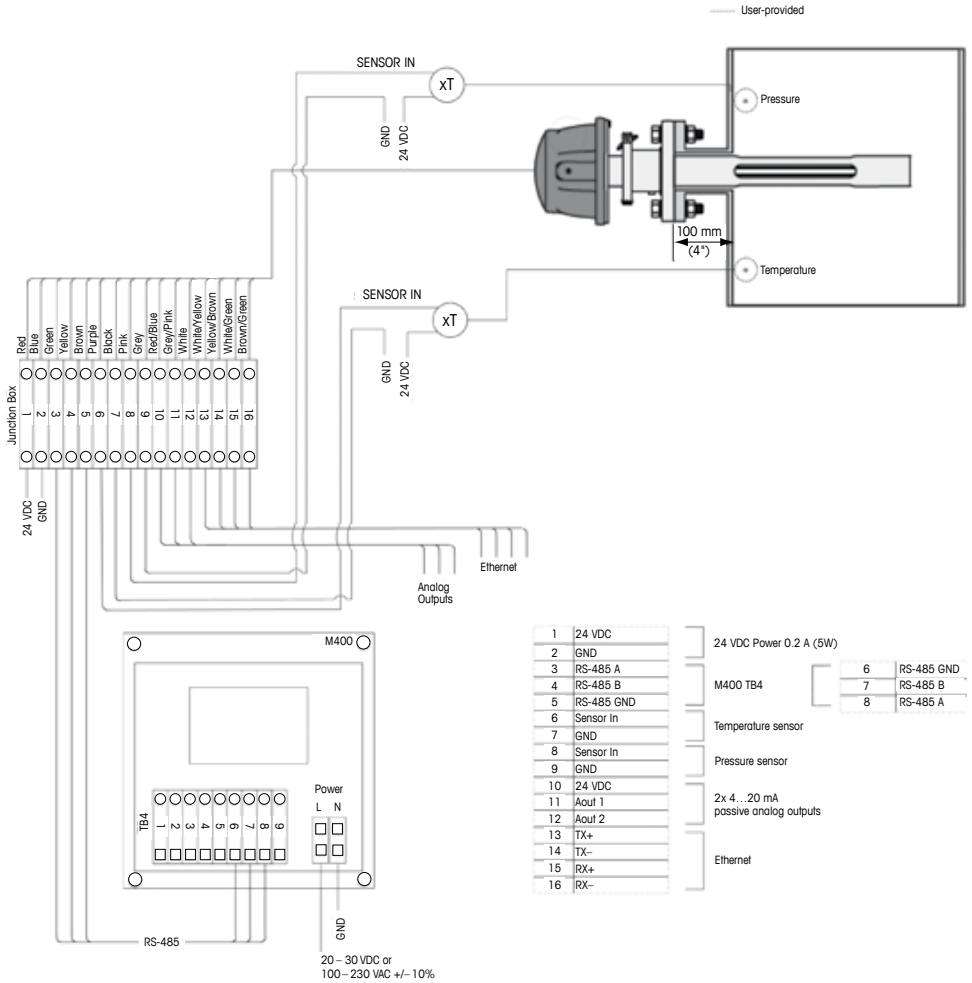 User-provided
SENSOR IN
xT
Pressure
GND
24 VDC
100 mm
(4")
Temperature
SENSOR IN
xT
GND
24 VDC
Red
Blue
Green
Yellow
Brown
Purple
Black
Pink
Grey
Red/Blue
Grey/Pink
White
White/Yellow
Yellow/Brown
White/Green
Brown/Green
Junction Box
1 2 3 4 5 6 7 8 9 10 11 12 13 14 15 16
24 VDC
GND
Analog
Outputs
Ethernet
M400
Power
L N
TB4
1 2 3 4 5 6 7 8 9
RS-485
GND
20 – 30 VDC or
100 – 230 VAC +/– 10%
1 24 VDC
2 GND
24 VDC Power 0.2 A (5W)
3 RS-485 A
4 RS-485 B
5 RS-485 GND
M400 TB4
6 RS-485 GND
7 RS-485 B
8 RS-485 A
6 Sensor In
7 GND
Temperature sensor
8 Sensor In
9 GND
Pressure sensor
10 24 VDC
11 Aout 1
12 Aout 2
2x 4...20 mA
passive analog outputs
13 TX+
14 TX–
15 RX+
16 RX–
Ethernet